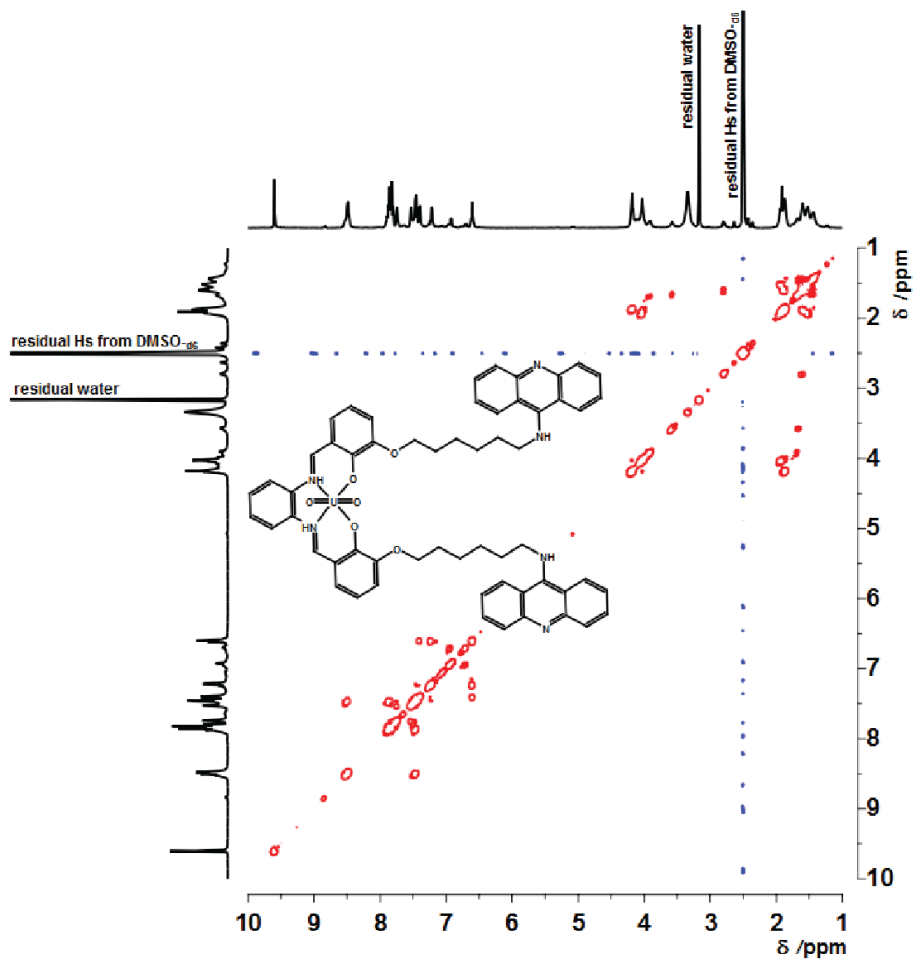 residual water
residual Hs from DMSO-d6
residual Hs from DMSO-d6
residual water
1
2
3
4
5
6
7
8
9
10
δ /ppm
N
NH
O
O
NH
O U O
HN
O
O
NH
N
10 9 8 7 6 5 4 3 2 1
δ /ppm